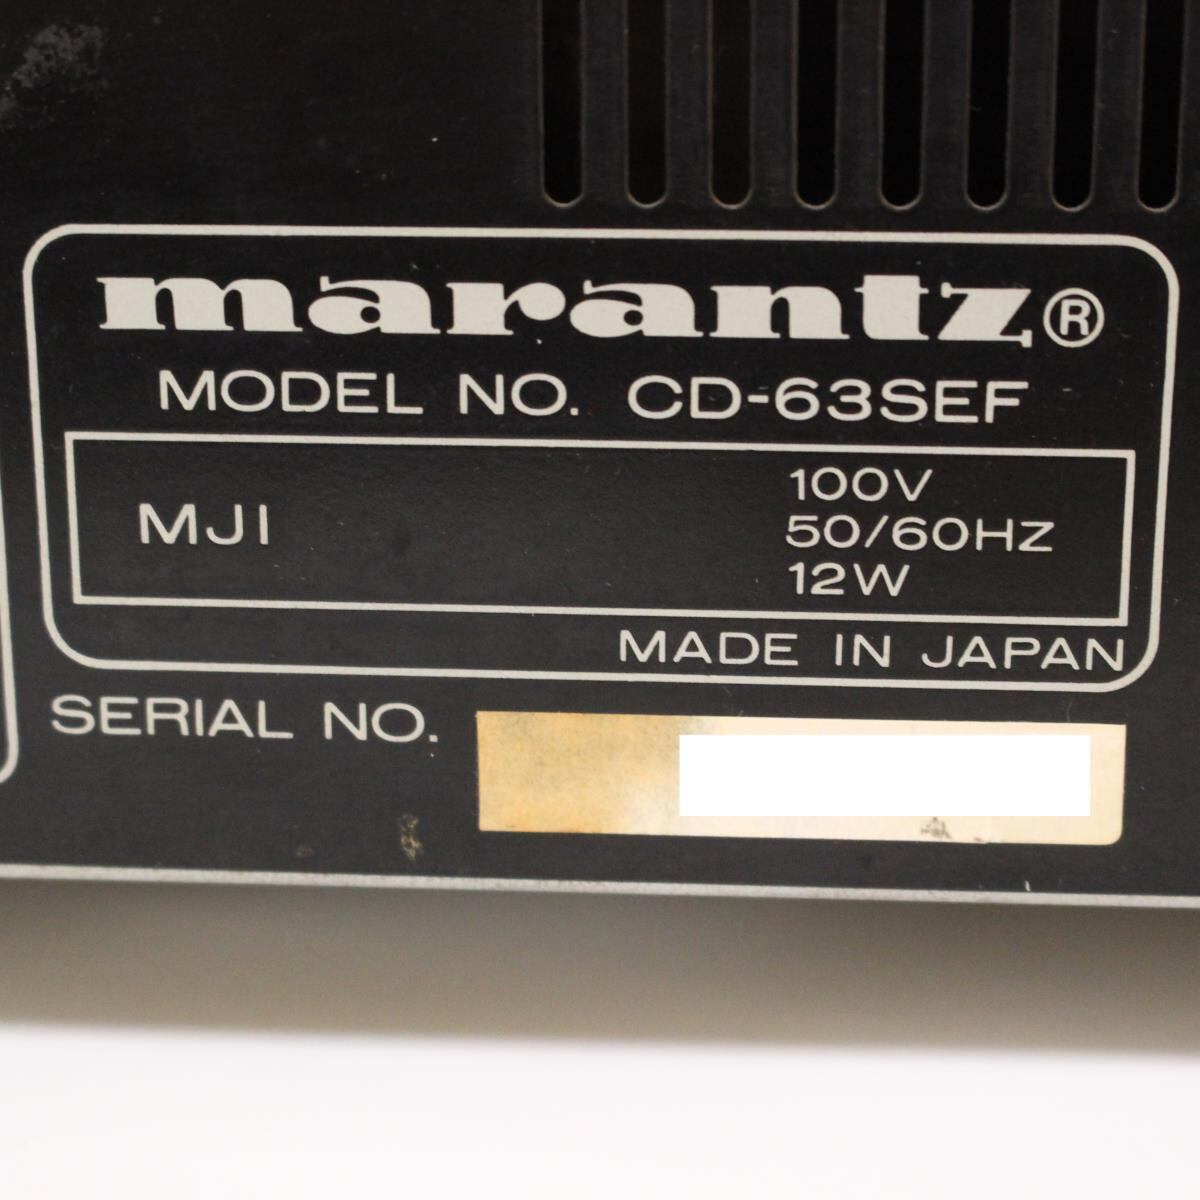 marantz®
MODEL NO. CD-63SEF
MJI
100V
50/60HZ
12W
MADE IN JAPAN
SERIAL NO.